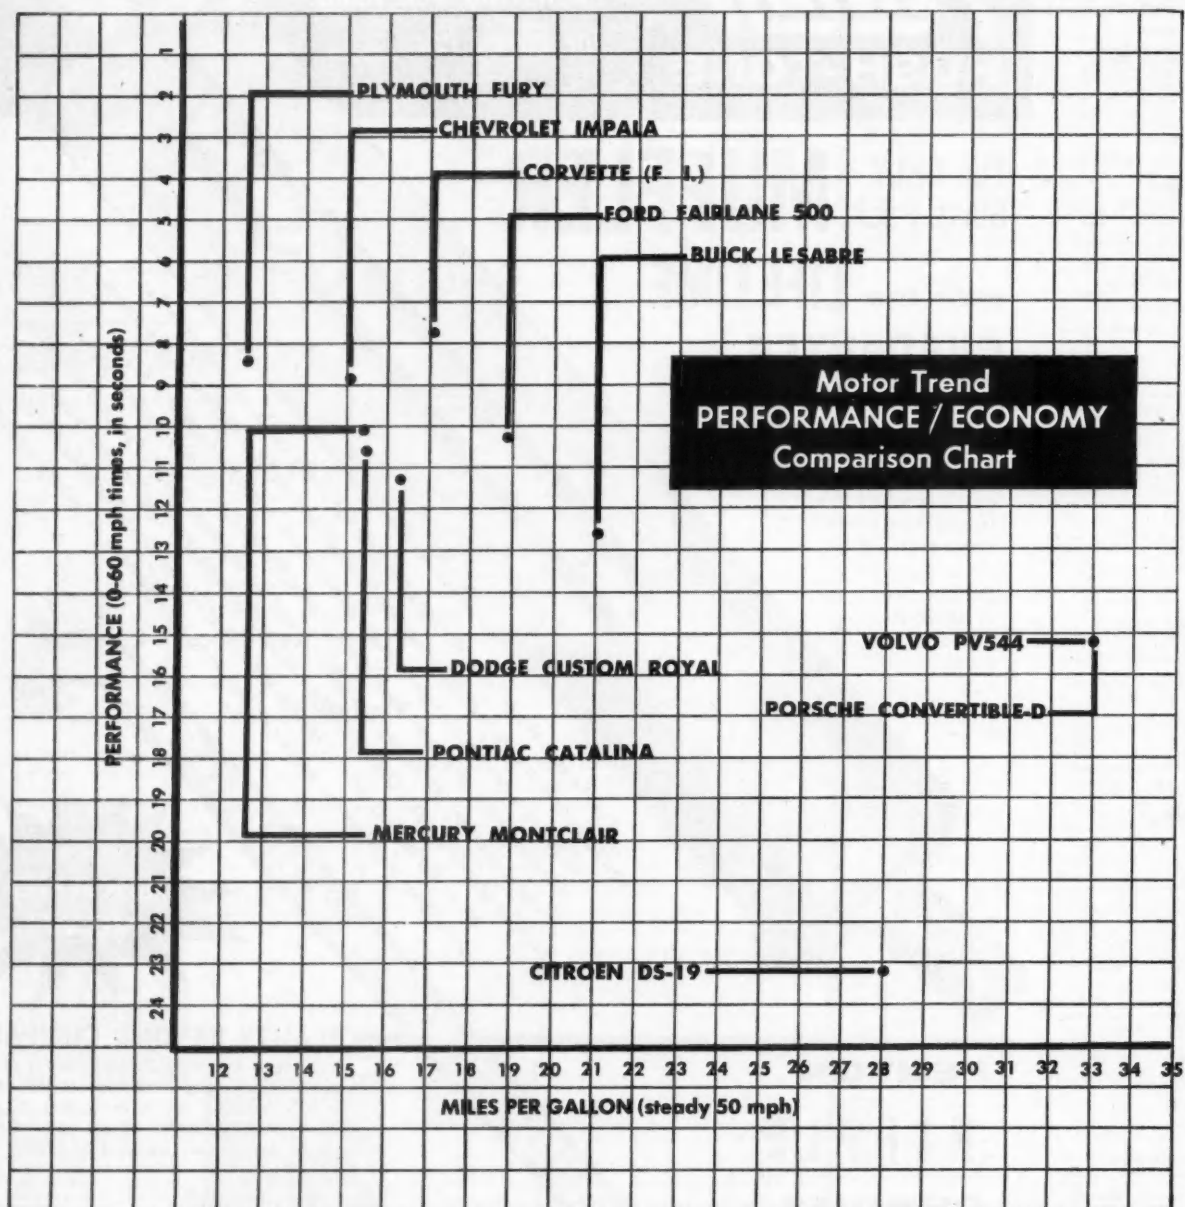 PLYMOUTH FURY
CHEVROLET IMPALA
CORVETTE (F. I.)
FORD FAIRLANE 500
BUICK LE SABRE
Motor Trend
PERFORMANCE / ECONOMY
Comparison Chart
VOLVO PV544
DODGE CUSTOM ROYAL
PORSCHE CONVERTIBLE-D
PONTIAC CATALINA
MERCURY MONTCLAIR
CITROEN DS-19
PERFORMANCE (0-60 mph times, in seconds)
1
2
3
4
5
6
7
8
9
10
11
12
13
14
15
16
17
18
19
20
21
22
23
24
12 13 14 15 16 17 18 19 20 21 22 23 24 25 26 27 28 29 30 31 32 33 34 35
MILES PER GALLON (steady 50 mph)